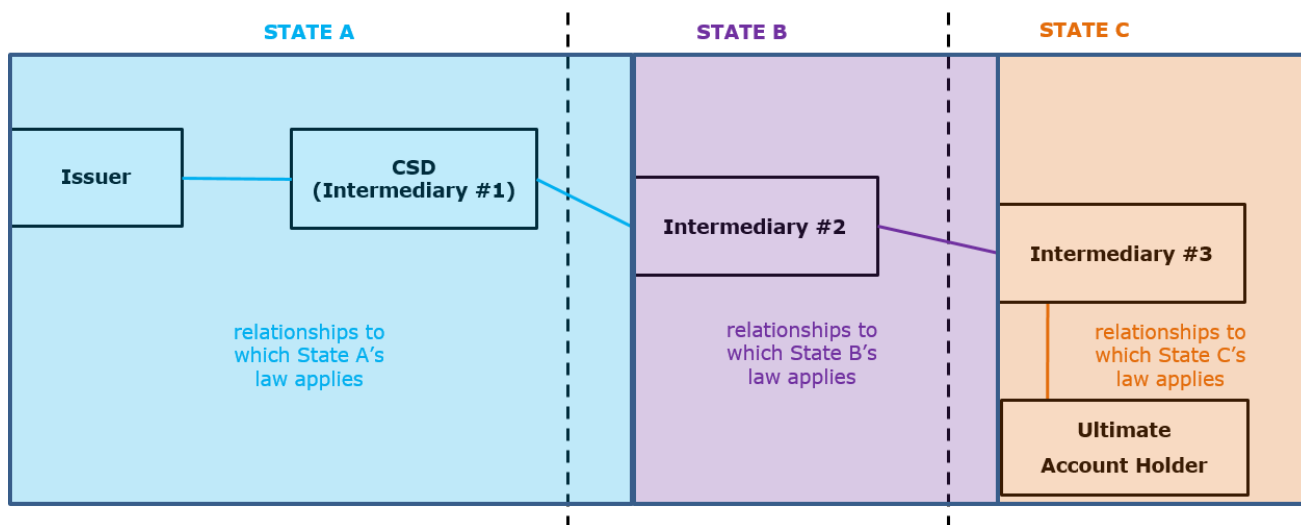 STATE A
STATE B
STATE C
Issuer
CSD
(Intermediary #1)
Intermediary #2
Intermediary #3
relationships to
which State A's
law applies
relationships to
which State B's
law applies
relationships to
which State C's
law applies
Ultimate
Account Holder